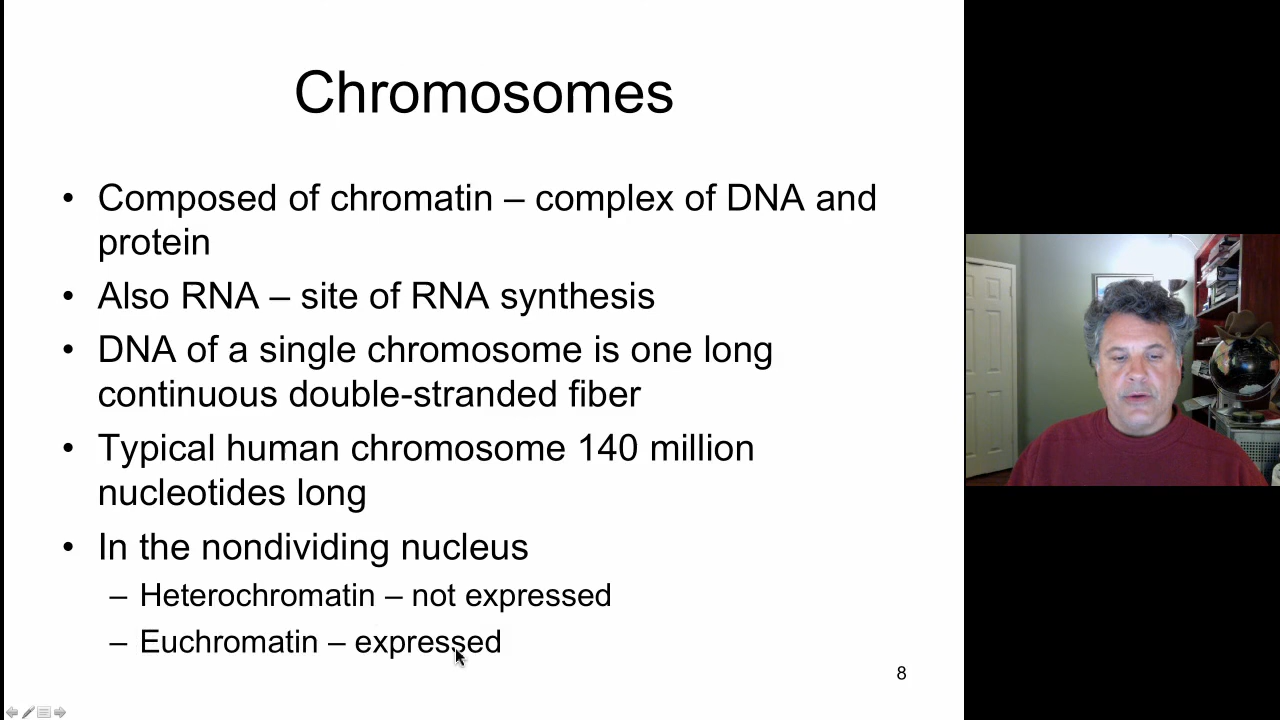 Chromosomes
• Composed of chromatin – complex of DNA and
protein
• Also RNA – site of RNA synthesis
• DNA of a single chromosome is one long
continuous double-stranded fiber
• Typical human chromosome 140 million
nucleotides long
• In the nondividing nucleus
– Heterochromatin – not expressed
– Euchromatin – expressed
8